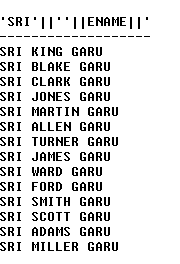 'SRI'||''||ENAME||'
-------------------
SRI KING GARU
SRI BLAKE GARU
SRI CLARK GARU
SRI JONES GARU
SRI MARTIN GARU
SRI ALLEN GARU
SRI TURNER GARU
SRI JAMES GARU
SRI WARD GARU
SRI FORD GARU
SRI SMITH GARU
SRI SCOTT GARU
SRI ADAMS GARU
SRI MILLER GARU